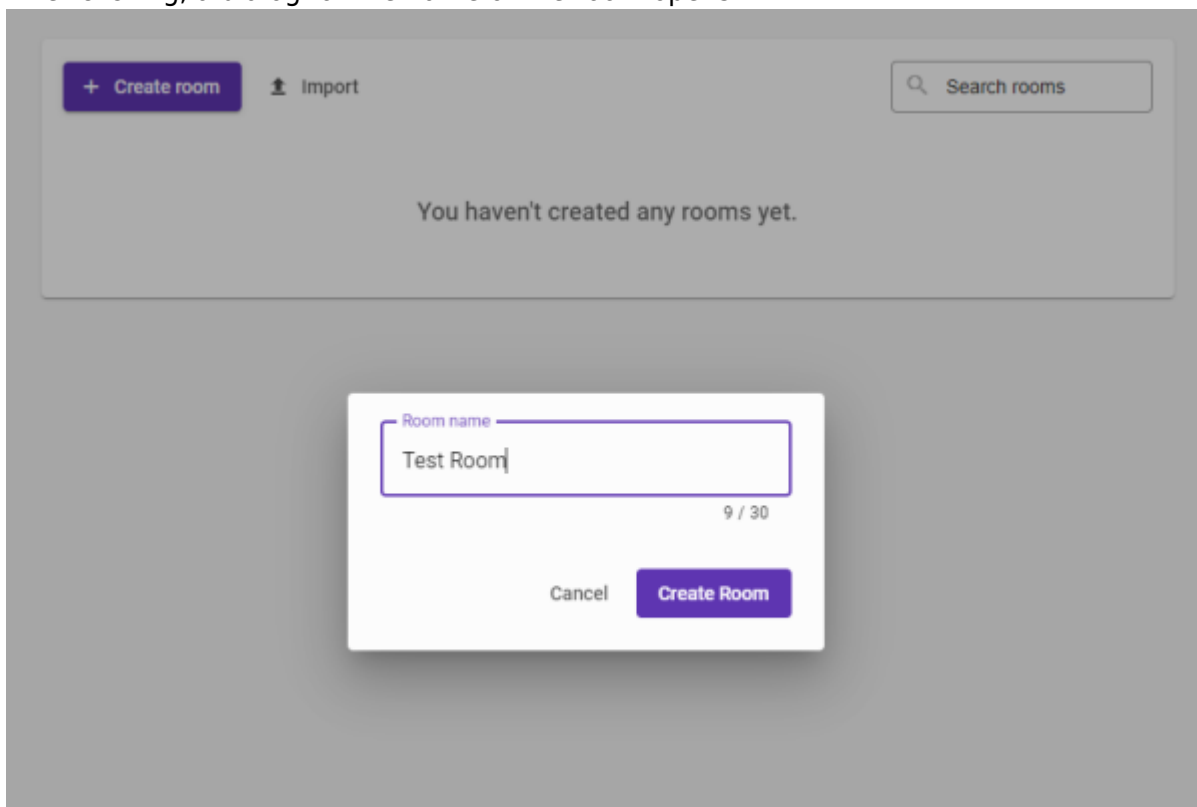 + Create room
Import
Search rooms
You haven't created any rooms yet.
Room name
Test Room
9 / 30
Cancel
Create Room